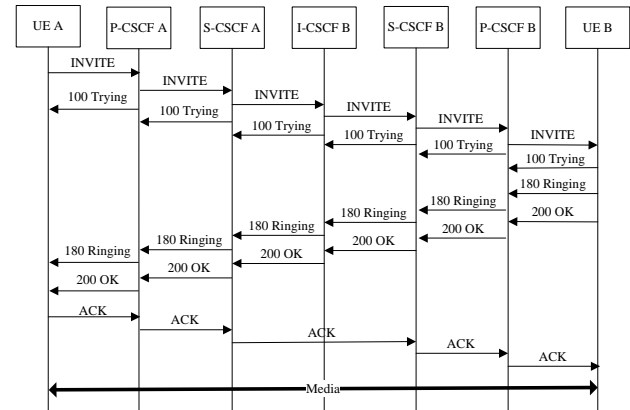 UE A
P-CSCF A
S-CSCF A
I-CSCF B
S-CSCF B
P-CSCF B
UE B
INVITE
INVITE
INVITE
INVITE
INVITE
INVITE
100 Trying
100 Trying
100 Trying
100 Trying
100 Trying
100 Trying
180 Ringing
180 Ringing
180 Ringing
180 Ringing
180 Ringing
180 Ringing
200 OK
200 OK
200 OK
200 OK
200 OK
200 OK
ACK
ACK
ACK
ACK
ACK
Media